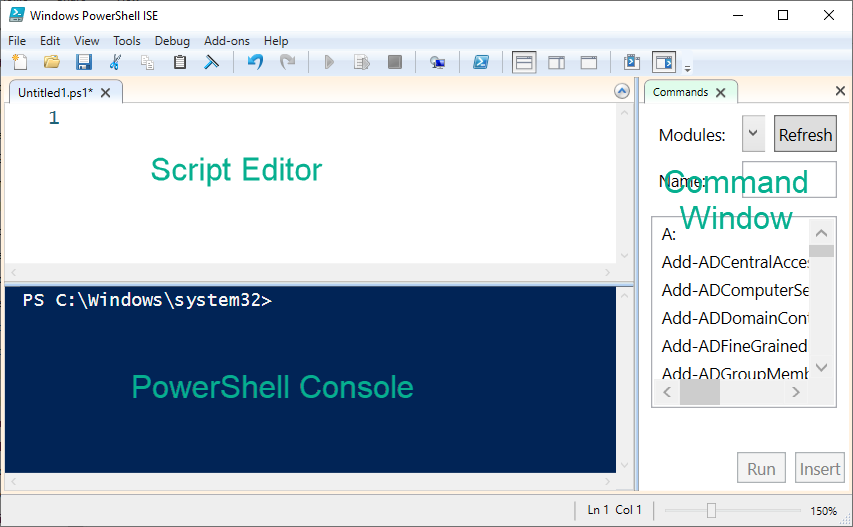 Windows PowerShell ISE
File Edit View Tools Debug Add-ons Help
Untitled1.ps1*
1
Script Editor
PS C:\Windows\system32>
PowerShell Console
Commands
Modules:
Refresh
Name:
Command
Window
A:
Add-ADCentralAcces
Add-ADComputerSe
Add-ADDomainCont
Add-ADFineGrained
Add-ADGroupMemb
Run Insert
Ln 1 Col 1
150%